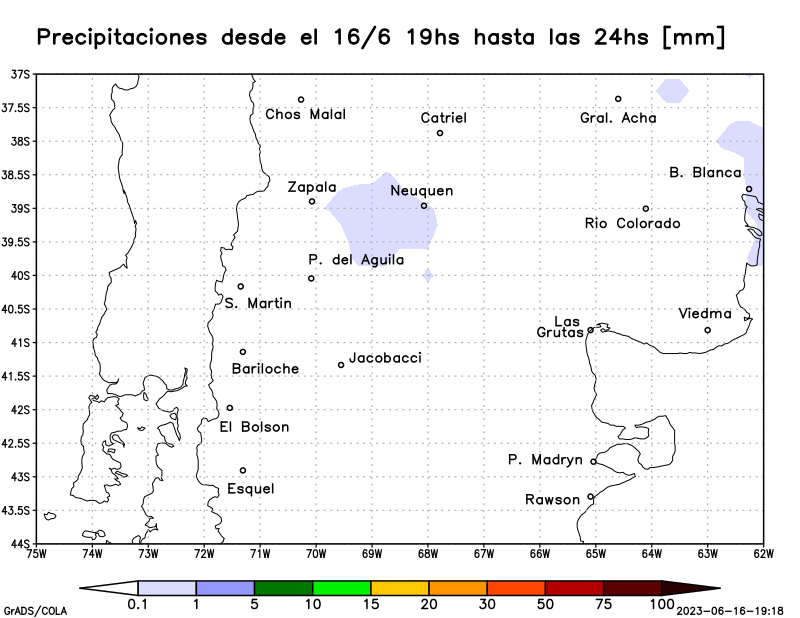 Precipitaciones desde el 16/6 19hs hasta las 24hs [mm]
37S
37.5S
38S
38.5S
39S
39.5S
40S
40.5S
41S
41.5S
42S
42.5S
43S
43.5S
44S
Chos Malal
Catriel
Gral. Acha
B. Blanca
Zapala
Neuquen
Rio Colorado
P. del Aguila
S. Martin
Viedma
Las
Grutas
Jacobacci
Bariloche
El Bolson
P. Madryn
Esquel
Rawson
75W 74W 73W 72W 71W 70W 69W 68W 67W 66W 65W 64W 63W 62W
0.1 1 5 10 15 20 30 50 75 100
GrADS/COLA
2023-06-16-19:18